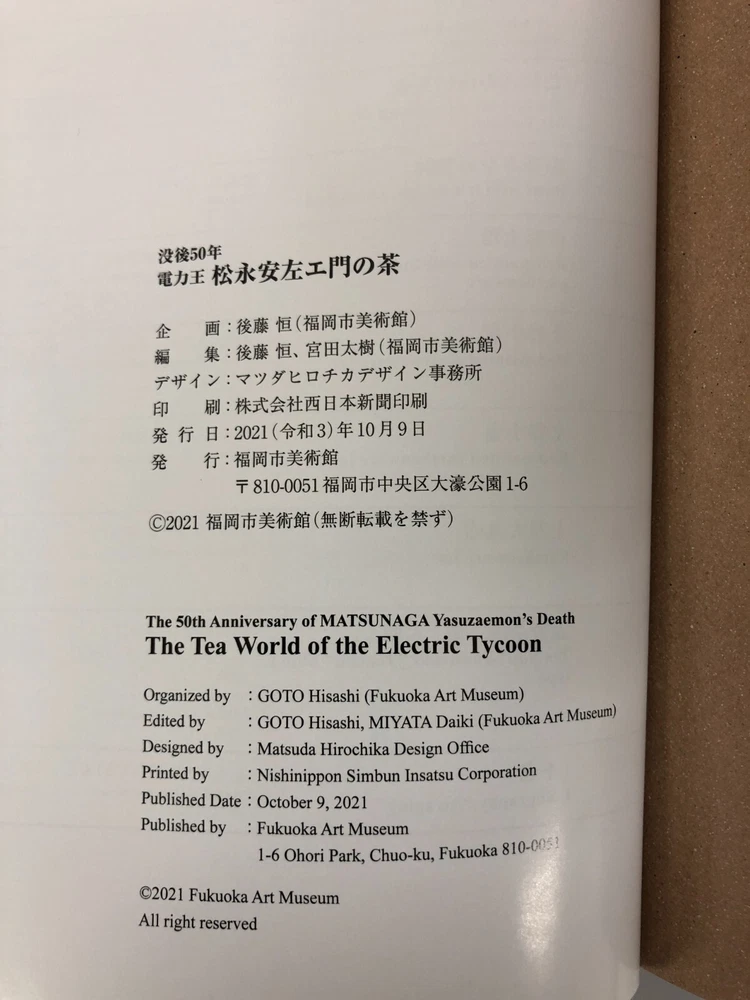 没後50年
電力王 松永安左エ門の茶
企 画：後藤 恒（福岡市美術館）
編 集：後藤 恒、宮田太樹（福岡市美術館）
デザイン：マツダヒロチカデザイン事務所
印 刷：株式会社西日本新聞印刷
発 行 日：2021（令和3）年10月9日
発 行：福岡市美術館
〒810-0051 福岡市中央区大濠公園1-6
©2021 福岡市美術館（無断転載を禁ず）
The 50th Anniversary of MATSUNAGA Yasuzaemon's Death
The Tea World of the Electric Tycoon
Organized by : GOTO Hisashi (Fukuoka Art Museum)
Edited by : GOTO Hisashi, MIYATA Daiki (Fukuoka Art Museum)
Designed by : Matsuda Hirochika Design Office
Printed by : Nishinippon Simbun Insatsu Corporation
Published Date : October 9, 2021
Published by : Fukuoka Art Museum
1-6 Ohori Park, Chuo-ku, Fukuoka 810-0051
©2021 Fukuoka Art Museum
All right reserved